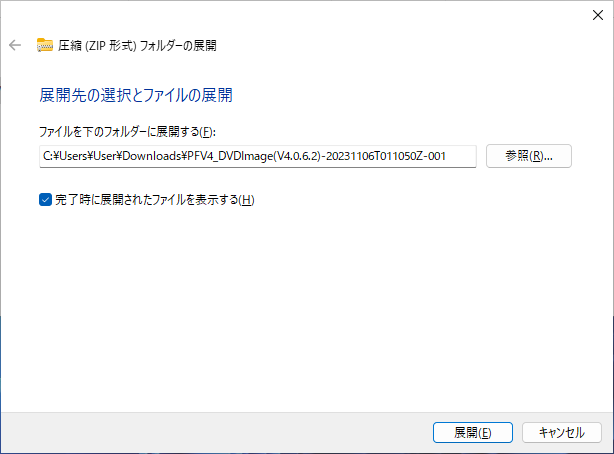 圧縮 (ZIP 形式) フォルダーの展開
展開先の選択とファイルの展開
ファイルを下のフォルダーに展開する(F):
C:¥Users¥User¥Downloads¥PFV4_DVDImage(V4.0.6.2)-20231106T011050Z-001
参照(R)...
完了時に展開されたファイルを表示する(H)
展開(E)
キャンセル